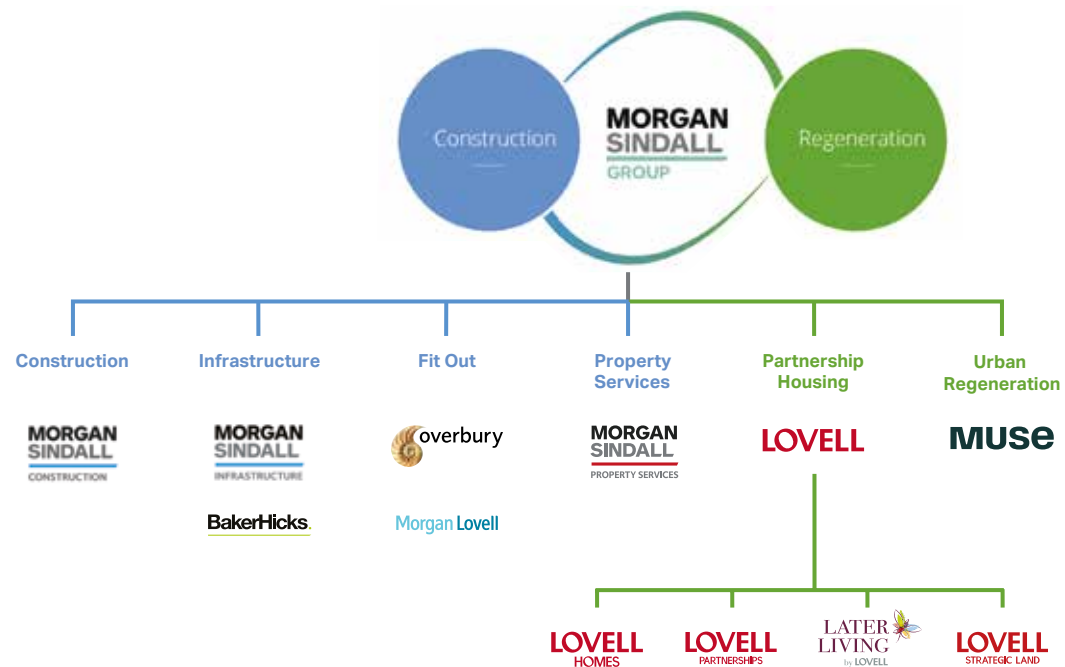 Construction
MORGAN
SINDALL
GROUP
Regeneration
Construction
Infrastructure
Fit Out
Property
Services
Partnership
Housing
Urban
Regeneration
MORGAN
SINDALL
CONSTRUCTION
MORGAN
SINDALL
INFRASTRUCTURE
overbury
MORGAN
SINDALL
PROPERTY SERVICES
LOVELL
MUSe
BakerHicks.
Morgan Lovell
LOVELL
HOMES
LOVELL
PARTNERSHIPS
LATER
LIVING
by LOVELL
LOVELL
STRATEGIC LAND